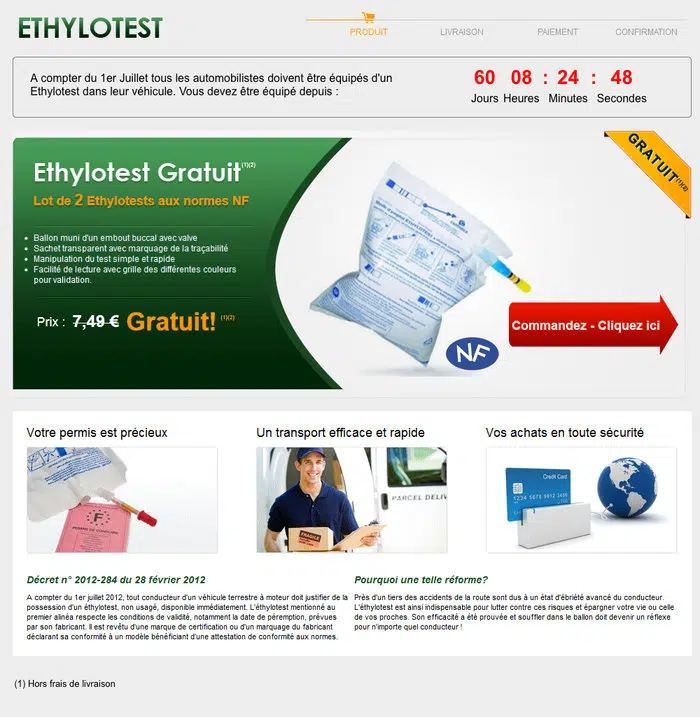 ETHYLOTEST
PRODUIT LIVRAISON PAIEMENT CONFIRMATION
A compter du 1er Juillet tous les automobilistes doivent être équipés d'un
Ethylotest dans leur véhicule. Vous devez être équipé depuis :
60 08 : 24 : 48
Jours Heures Minutes Secondes
Ethylotest Gratuit(1)(2)
Lot de 2 Ethylotests aux normes NF
Ballon muni d'un embout buccal avec valve
Sachet transparent avec marquage de la traçabilité
Manipulation du test simple et rapide
Facilité de lecture avec grille des différentes couleurs
pour validation.
Prix : 7,49 € Gratuit! (1)(2)
GRATUIT(1)(2)
NF
Commandez - Cliquez ici
Votre permis est précieux
Un transport efficace et rapide
Vos achats en toute sécurité
F
PERMIS DE CONDUIRE
PARCEL DELIV
FRAGILE
Credit Card
Décret n° 2012-284 du 28 février 2012
A compter du 1er juillet 2012, tout conducteur d'un véhicule terrestre à moteur doit justifier de la
possession d'un éthylotest, non usagé, disponible immédiatement. L'éthylotest mentionné au
premier alinéa respecte les conditions de validité, notamment la date de péremption, prévues
par son fabricant. Il est revêtu d'une marque de certification ou d'un marquage du fabricant
déclarant sa conformité à un modèle bénéficiant d'une attestation de conformité aux normes.
Pourquoi une telle réforme?
Près d'un tiers des accidents de la route sont dus à un état d'ébriété avancé du conducteur.
L'éthylotest est ainsi indispensable pour lutter contre ces risques et épargner votre vie ou celle
de vos proches. Son efficacité a été prouvée et souffler dans le ballon doit devenir un réflexe
pour n'importe quel conducteur !
(1) Hors frais de livraison